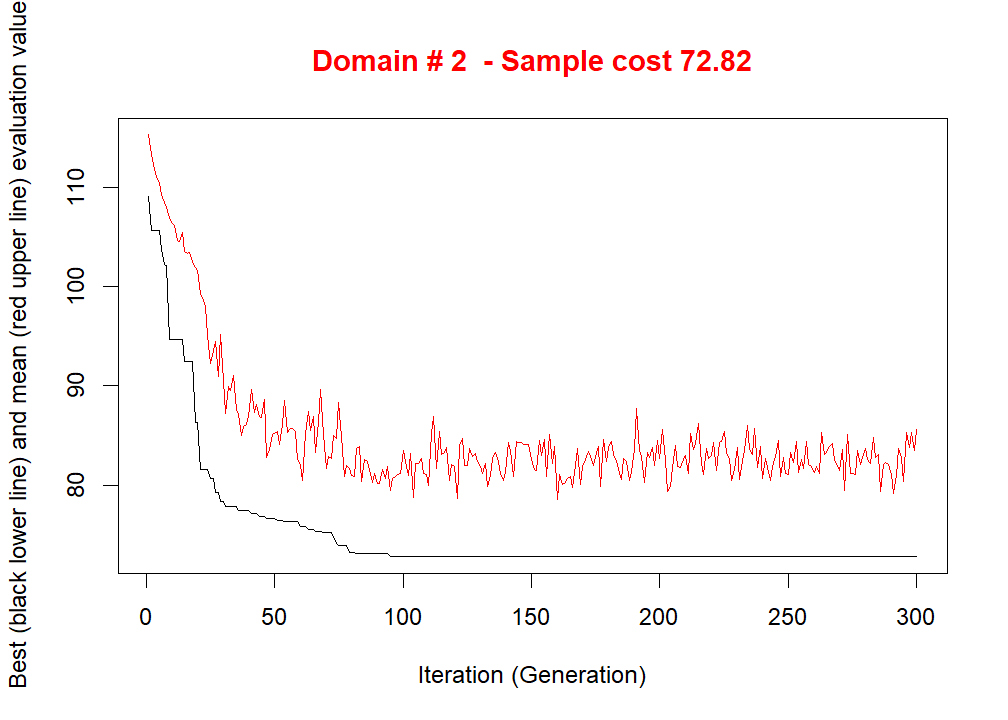 Domain # 2  - Sample cost 72.82
Best (black lower line) and mean (red upper line) evaluation value
110
100
90
80
0 50 100 150 200 250 300
Iteration (Generation)